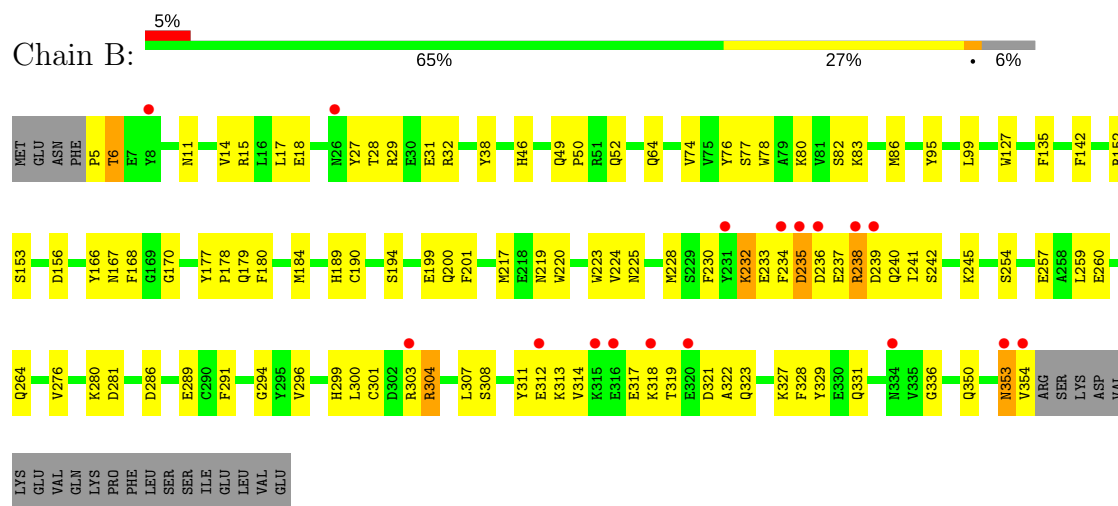 5%
Chain B:
65% 27% • 6%
MET GLU ASN PHE P5 T6 E7 Y8 N11 V14 R15 L16 L17 E18 N26 Y27 T28 R29 E30 E31 R32 Y38 H46 Q49 P50 R51 Q52 Q64 V74 V75 Y76 S77 W78 A79 K80 V81 S82 K83 M86 Y95 L99 W127 F135 F142
S153 D156 Y166 N167 F168 G169 G170 Y177 P178 Q179 F180 M184 H189 C190 S194 E199 Q200 F201 M217 E218 N219 W220 W223 V224 N225 M228 S229 F230 Y231 K232 E233 F234 D235 D236 E237 R238 D239 Q240 I241 S242 K245 S254 E257 A258 L259 E260
Q264 V276 K280 D281 D286 E289 C290 F291 G294 Y295 V296 H299 L300 C301 D302 R303 R304 L307 S308 Y311 E312 K313 V314 K315 E316 E317 K318 T319 E320 D321 A322 Q323 K327 F328 Y329 E330 Q331 N334 V335 G336 Q350 N353 V354 ARG SER LYS ASP VAL
LYS GLU VAL GLN LYS PRO PHE LEU SER SER ILE GLU LEU VAL GLU